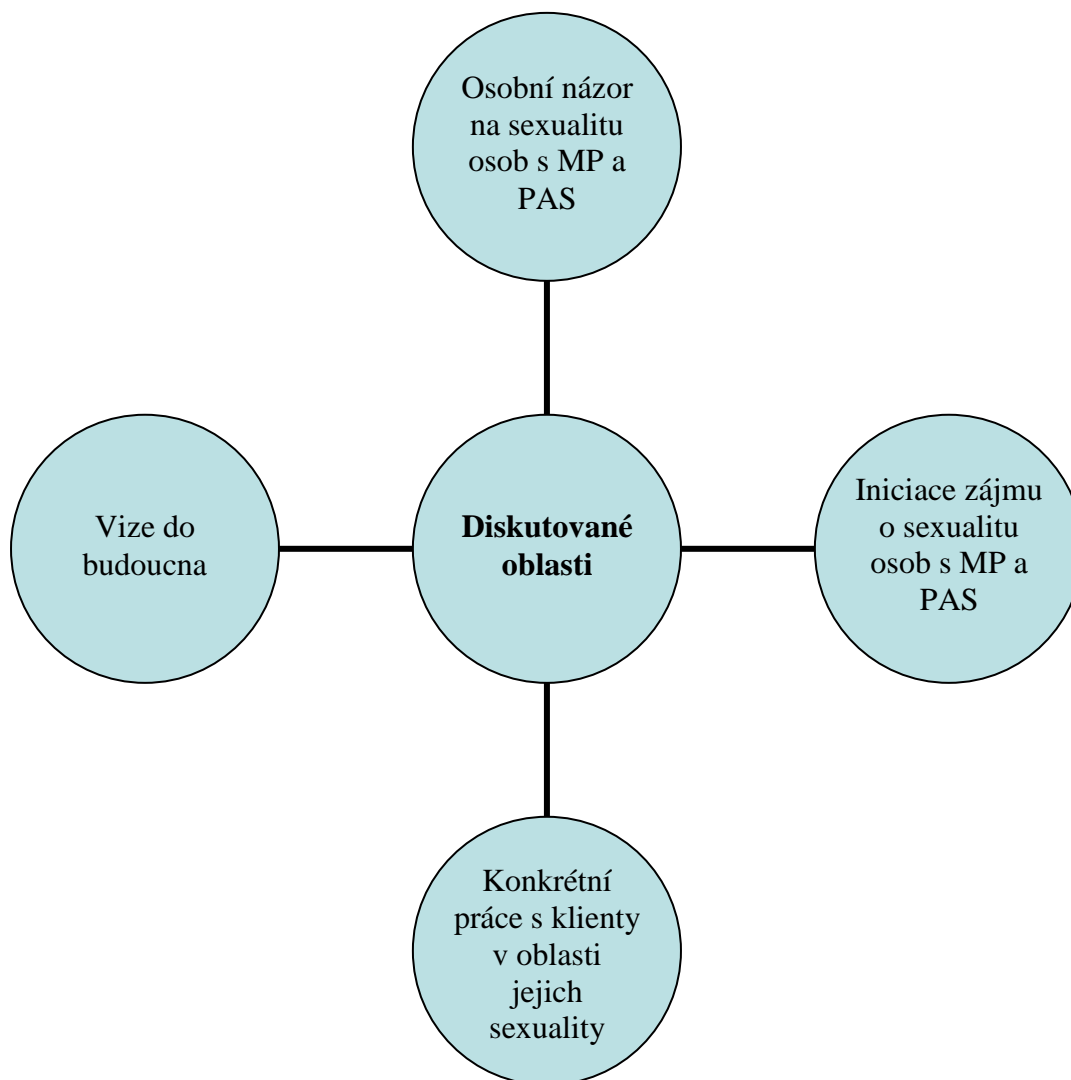 Osobní názor
na sexualitu
osob s MP a
PAS
Vize do
budoucna
Diskutované
oblasti
Iniciace zájmu
o sexualitu
osob s MP a
PAS
Konkrétní
práce s klienty
v oblasti
jejich
sexuality